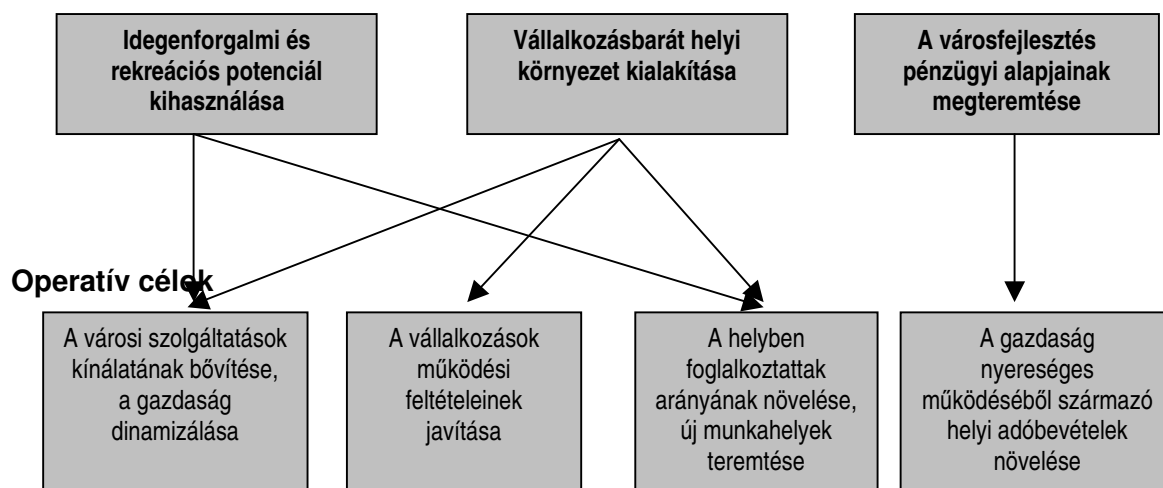 Idegenforgalmi és
rekreációs potenciál
kihasználása
Vállalkozásbarát helyi
környezet kialakítása
A városfejlesztés
pénzügyi alapjainak
megteremtése
Operatív célok
A városi szolgáltatások
kínálatának bővítése,
a gazdaság
dinamizálása
A vállalkozások
működési
feltételeinek
javítása
A helyben
foglalkoztattak
arányának növelése,
új munkahelyek
teremtése
A gazdaság
nyereséges
működéséből származó
helyi adóbevételek
növelése